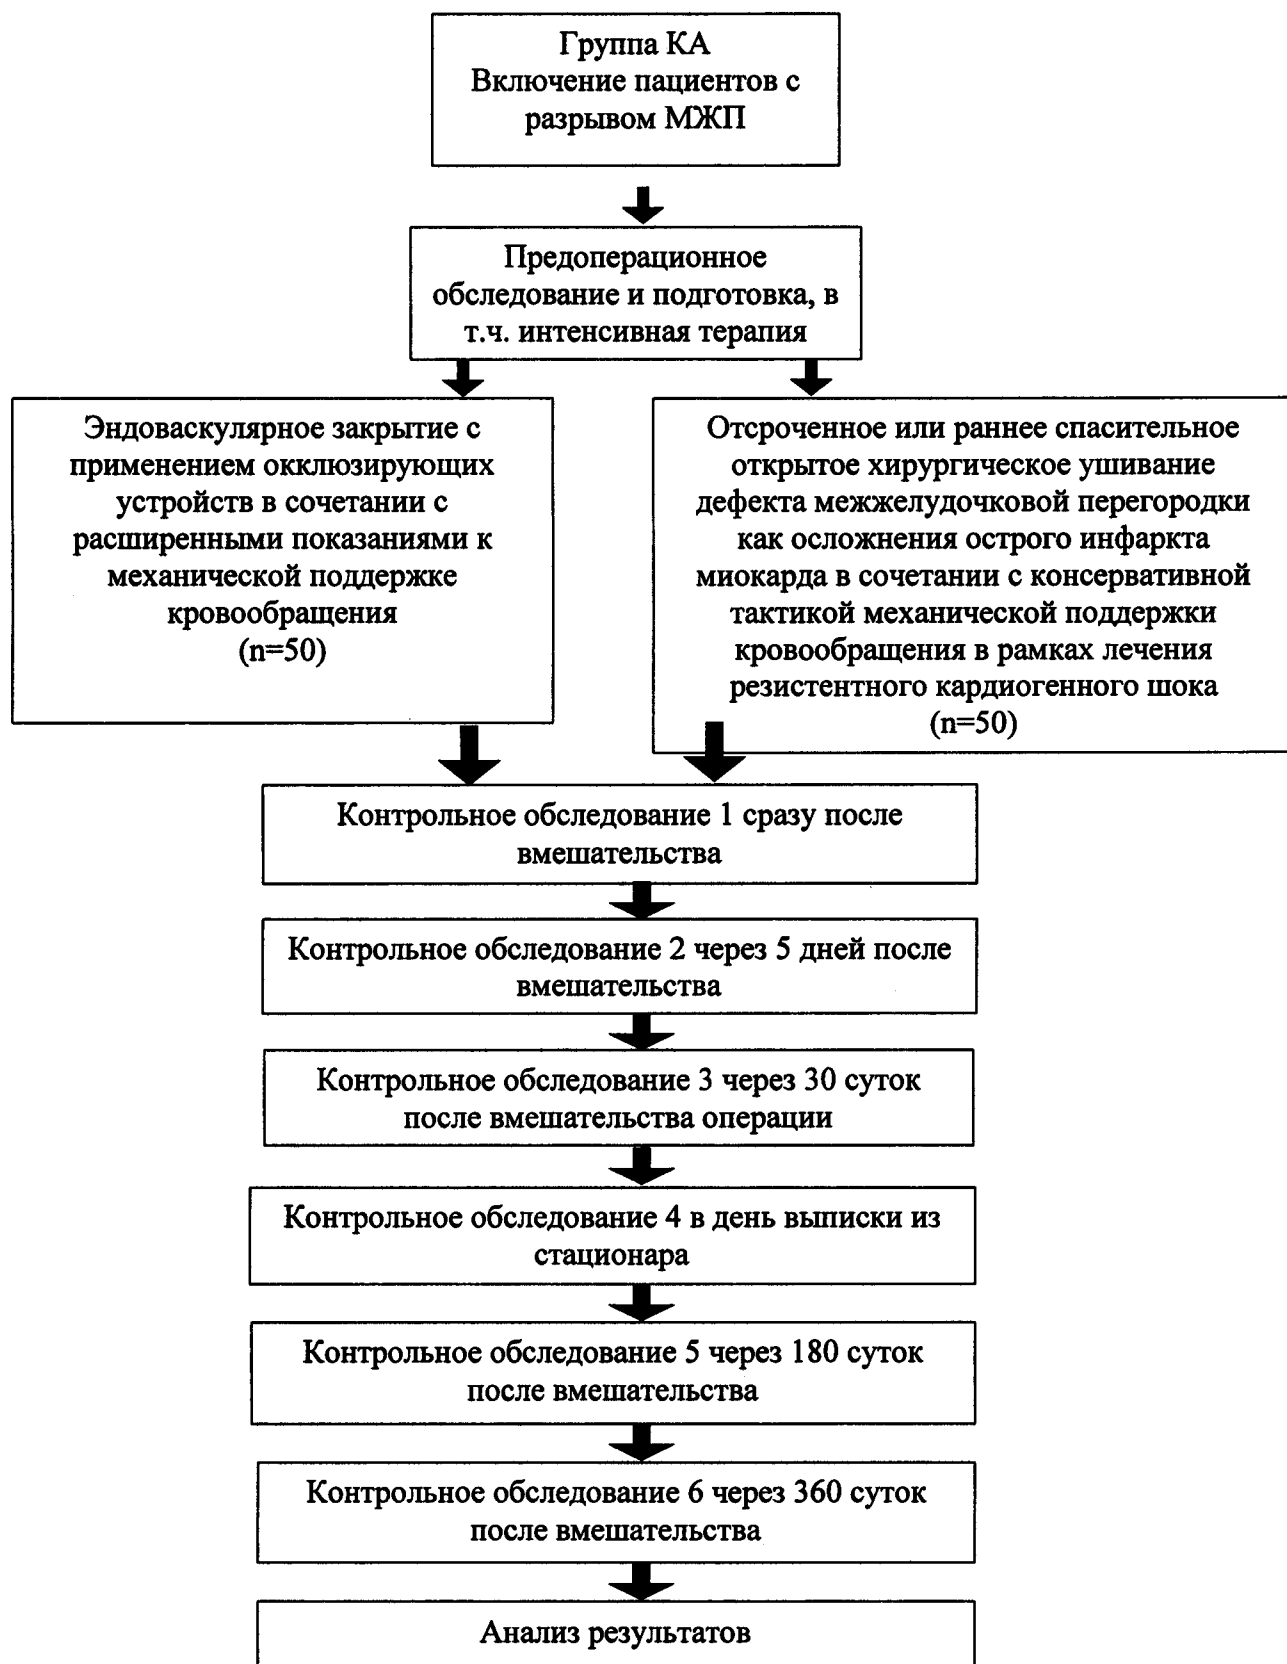 Группа КА
Включение пациентов с
разрывом МЖП
Предоперационное
обследование и подготовка, в
т.ч. интенсивная терапия
Эндоваскулярное закрытие с
применением окклюзирующих
устройств в сочетании с
расширенными показаниями к
механической поддержке
кровообращения
(n=50)
Отсроченное или раннее спасительное
открытое хирургическое ушивание
дефекта межжелудочковой перегородки
как осложнения острого инфаркта
миокарда в сочетании с консервативной
тактикой механической поддержки
кровообращения в рамках лечения
резистентного кардиогенного шока
(n=50)
Контрольное обследование 1 сразу после
вмешательства
Контрольное обследование 2 через 5 дней после
вмешательства
Контрольное обследование 3 через 30 суток
после вмешательства операции
Контрольное обследование 4 в день выписки из
стационара
Контрольное обследование 5 через 180 суток
после вмешательства
Контрольное обследование 6 через 360 суток
после вмешательства
Анализ результатов